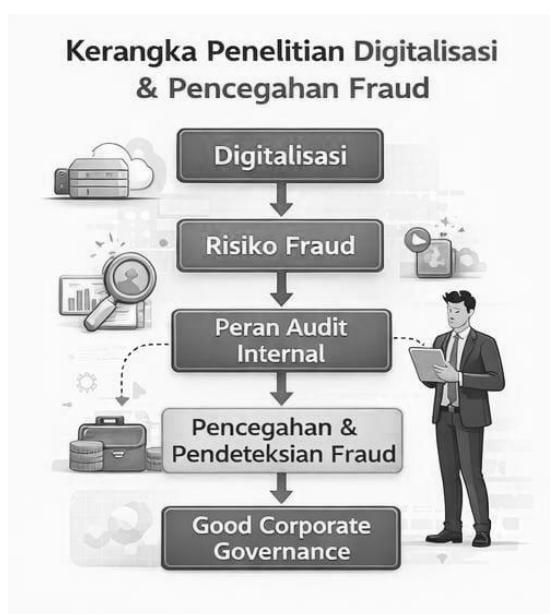 Kerangka Penelitian Digitalisasi
& Pencegahan Fraud
Digitalisasi
Risiko Fraud
Peran Audit
Internal
Pencegahan &
Pendeteksian Fraud
Good Corporate
Governance